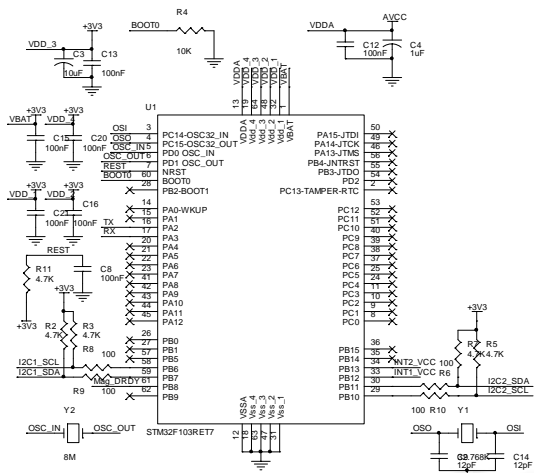 R4
BOOT0
10K
+3V3
VDD_3
C3
C13
10uF
100nF
VDDA
AVCC
C12
C4
100nF
1uF
VDDA
VDD_4
VDD_3
VDD_2
VDD_1
VBAT
13
19
64
48
32
1
VDDA
Vdd_4
Vdd_3
Vdd_2
Vdd_1
VBAT
U1
+3V3
+3V3
VBAT
VDD_4
C15
C20
100nF
100nF
+3V3
+3V3
C21
C16
100nF
100nF
OSI 3 PC14-OSC32_IN
OSO 4 PC15-OSC32_OUT
OSC_IN 5 PD0 OSC_IN
OSC_OUT 6 PD1 OSC_OUT
REST 7 NRST
BOOT0 60 BOOT0
28 PB2-BOOT1
14 PA0-WKUP
15 PA1
TX 16 PA2
RX 17 PA3
20 PA4
21 PA5
22 PA6
23 PA7
41 PA8
42 PA9
43 PA10
44 PA11
45 PA12
26 PB0
27 PB1
57 PB5
58 PB6
59 PB7
Mag_DRDY 61 PB8
62 PB9
PA15-JTDI 50
PA14-JTCK 49
PA13-JTMS 46
PB4-JNTRST 56
PB3-JTDO 55
PD2 54
PC13-TAMPER-RTC 2
PC12 53
PC11 52
PC10 51
PC9 40
PC8 39
PC7 38
PC6 37
PC5 25
PC4 24
PC3 11
PC2 10
PC1 9
PC0 8
PB15 36
PB14 35
PB13 34 INT2_VCC
PB12 33 INT1_VCC
PB11 30
PB10 29
REST
R11
4.7K
C8
100nF
+3V3
+3V3
R2
4.7K
R3
4.7K
R8
100
I2C1_SCL
I2C1_SDA
R9
100
+3V3
R5
4.7K
100
R6
I2C2_SDA
I2C2_SCL
100 R10
VSSA
Vss_4
Vss_3
Vss_2
Vss_1
12
18
63
47
31
STM32F103RET7
Y2
OSC_IN
OSC_OUT
8M
Y1
OSO
OSI
C14
12pF
12pF